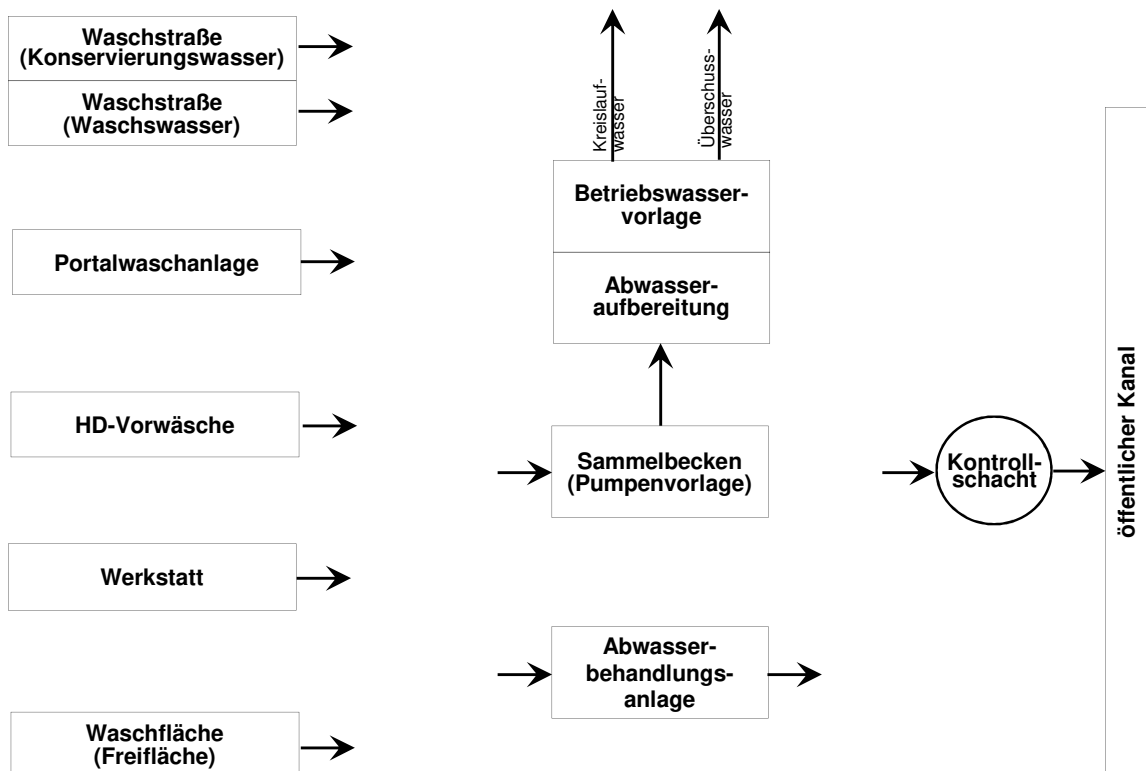 Waschstraße
(Konservierungswasser)
Waschstraße
(Waschswasser)
Portalwaschanlage
HD-Vorwäsche
Werkstatt
Waschfläche
(Freifläche)
Kreislauf-
wasser
Überschuss-
wasser
Betriebswasser-
vorlage
Abwasser-
aufbereitung
Sammelbecken
(Pumpenvorlage)
Abwasser-
behandlungs-
anlage
Kontroll-
schacht
öffentlicher Kanal